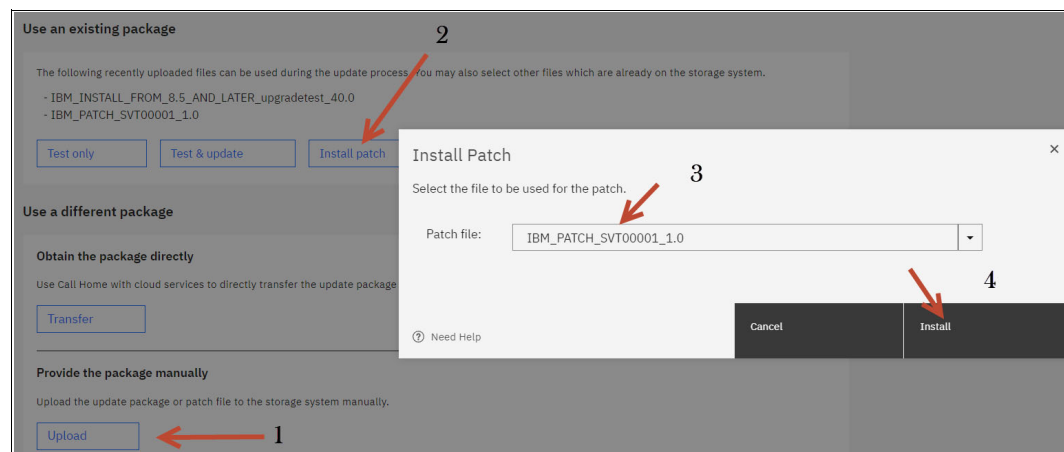 Use an existing package
2
The following recently uploaded files can be used during the update process. You may also select other files which are already on the storage system.
- IBM_INSTALL_FROM_8.5_AND_LATER_upgradetest_40.0
- IBM_PATCH_SVT00001_1.0
Test only
Test & update
Install patch
Install Patch
×
Select the file to be used for the patch.
3
Patch file:
IBM_PATCH_SVT00001_1.0
4
Need Help
Cancel
Install
Use a different package
Obtain the package directly
Use Call Home with cloud services to directly transfer the update package
Transfer
Provide the package manually
Upload the update package or patch file to the storage system manually.
Upload
1